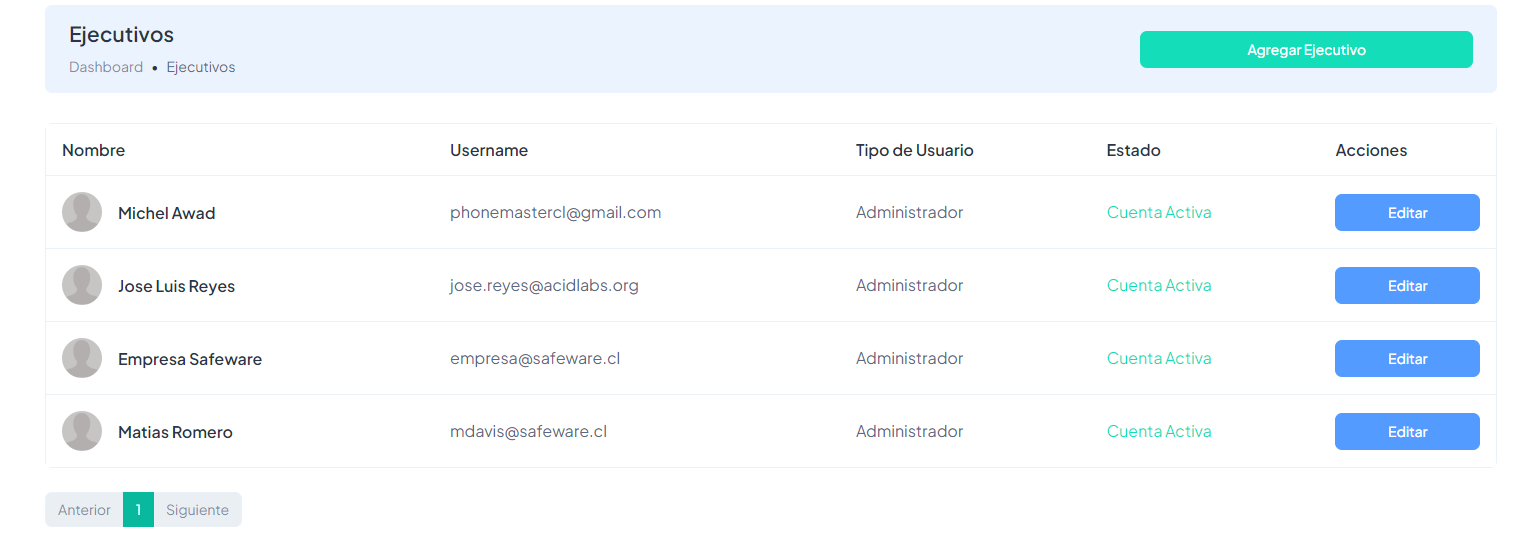 Ejecutivos
Agregar Ejecutivo
Dashboard • Ejecutivos
Nombre Username Tipo de Usuario Estado Acciones
Michel Awad phonemastercl@gmail.com Administrador Cuenta Activa Editar
Jose Luis Reyes jose.reyes@acidlabs.org Administrador Cuenta Activa Editar
Empresa Safeware empresa@safeware.cl Administrador Cuenta Activa Editar
Matias Romero mdavis@safeware.cl Administrador Cuenta Activa Editar
Anterior 1 Siguiente